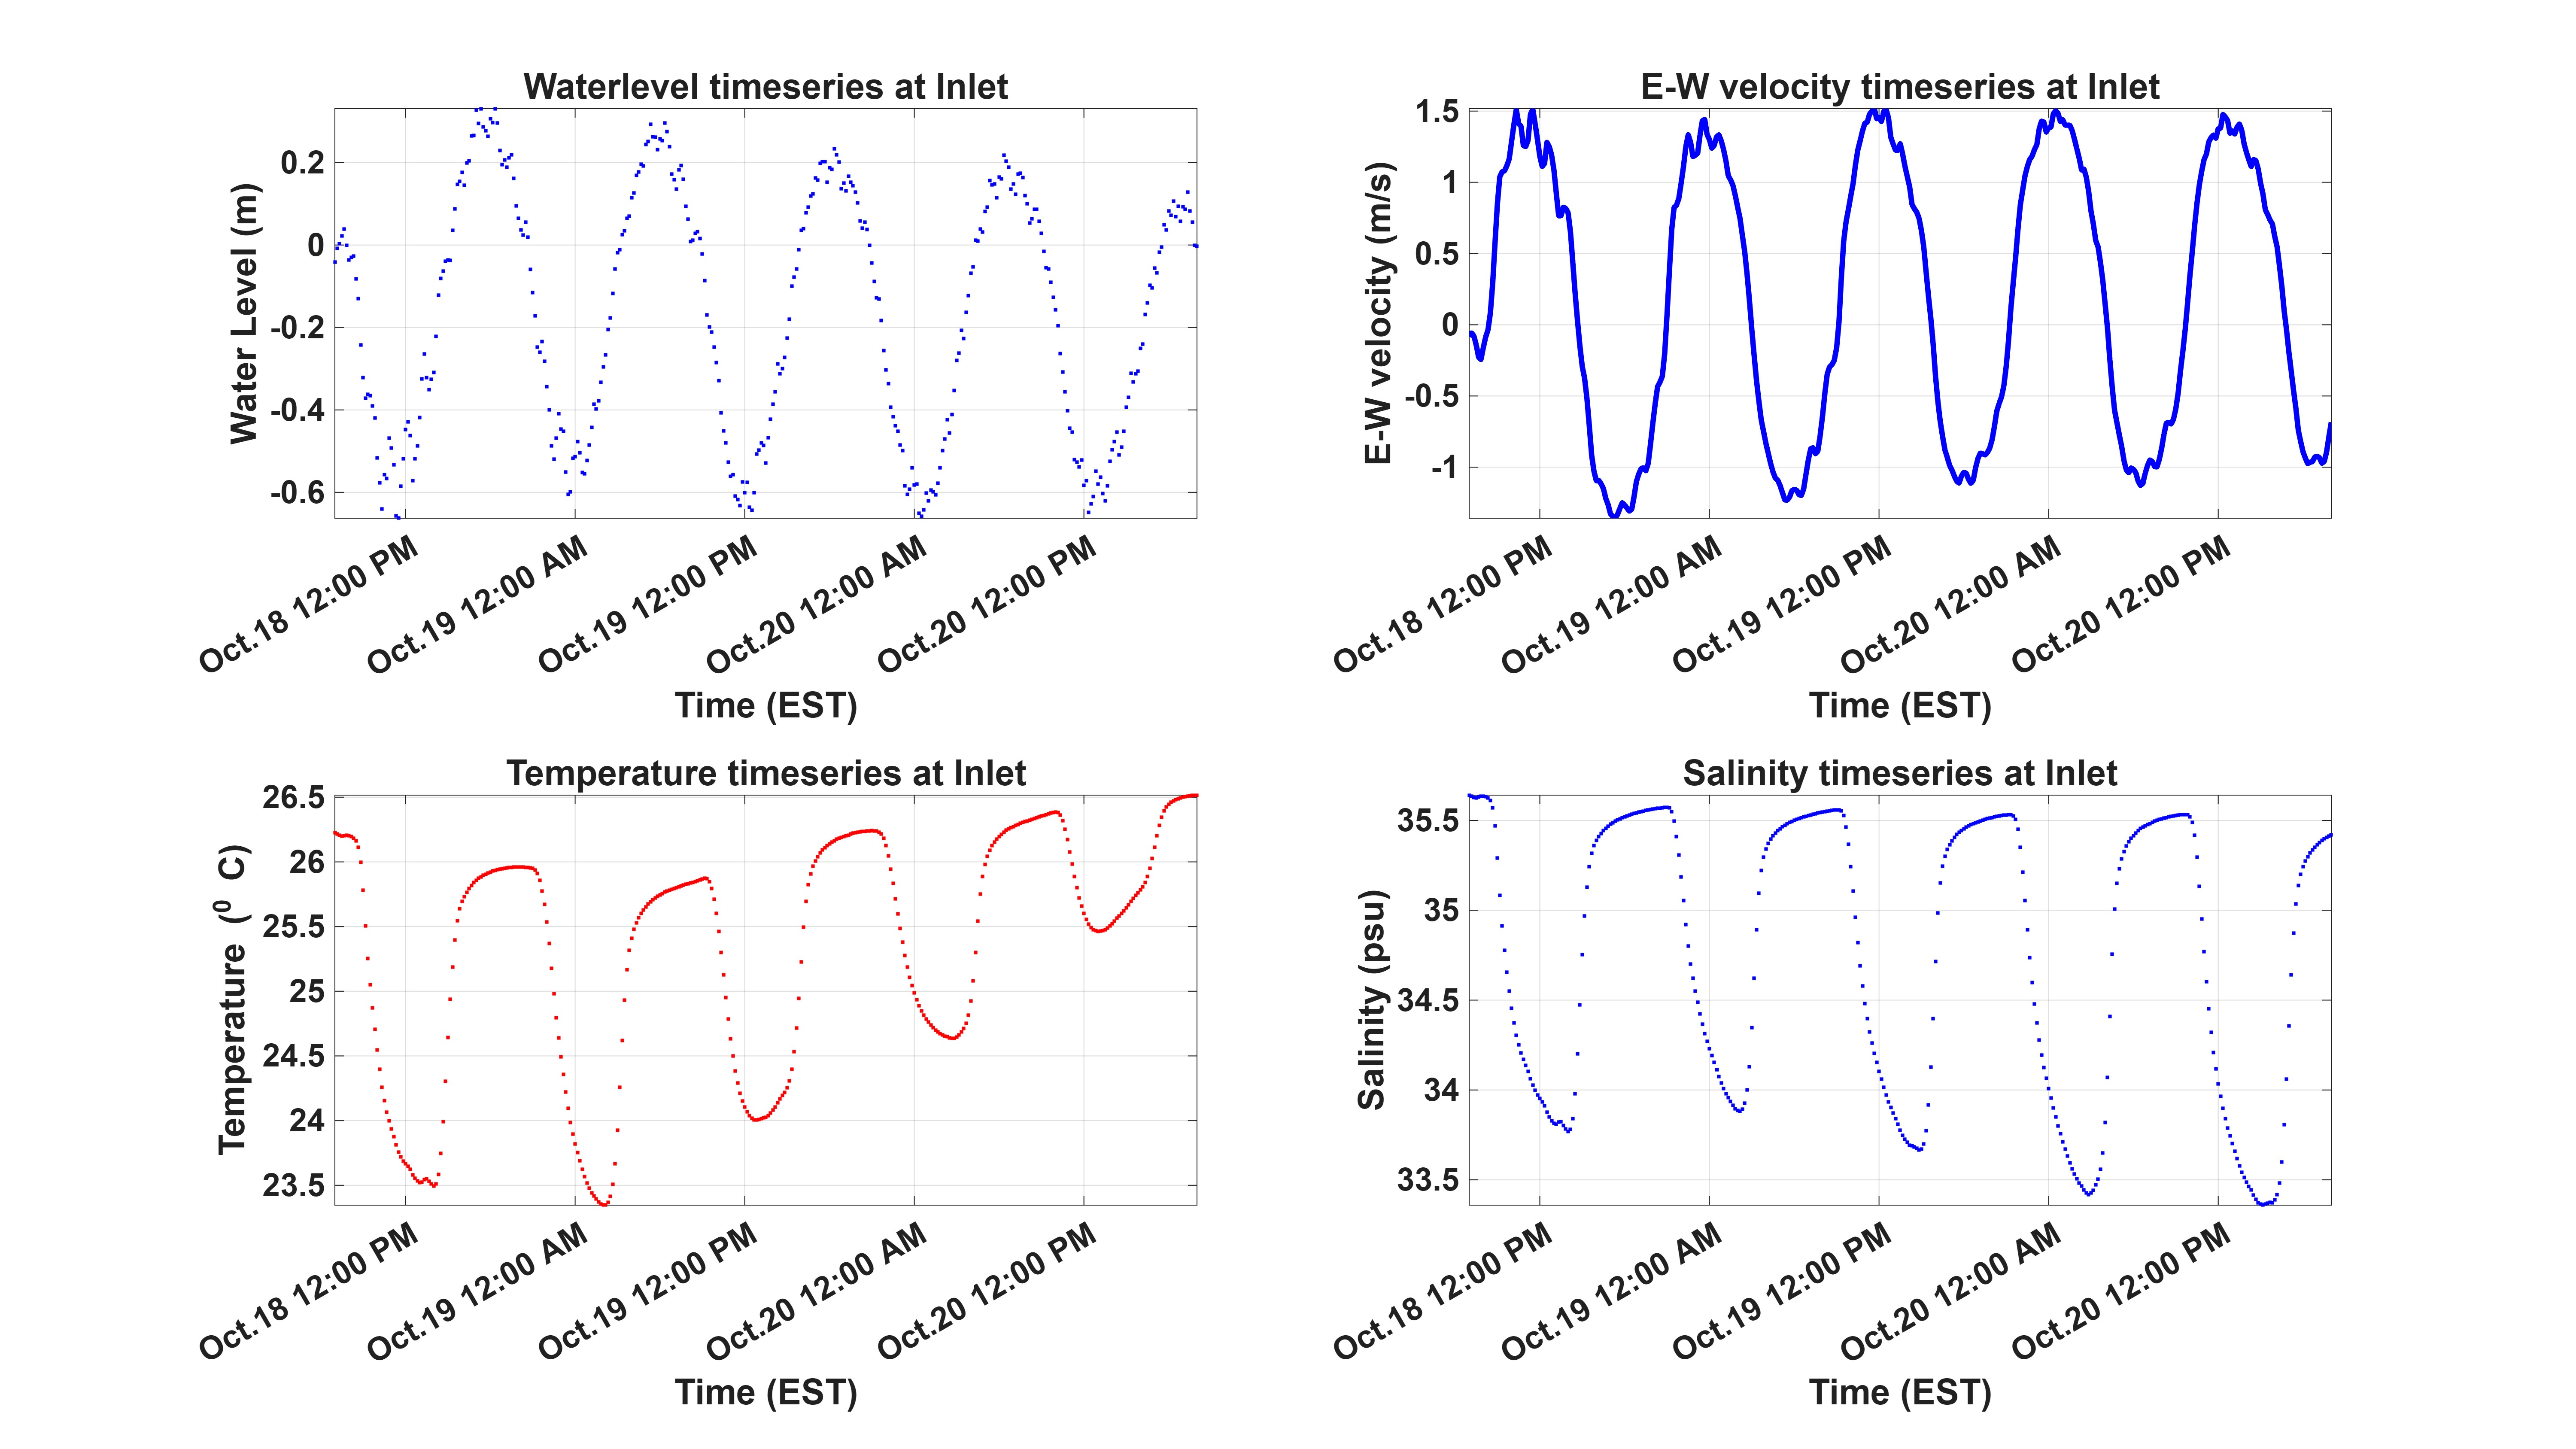 Waterlevel timeseries at Inlet
Water Level (m)
0.2
0
-0.2
-0.4
-0.6
Oct.18 12:00 PM
Oct.19 12:00 AM
Oct.19 12:00 PM
Oct.20 12:00 AM
Oct.20 12:00 PM
Time (EST)
E-W velocity timeseries at Inlet
E-W velocity (m/s)
1.5
1
0.5
0
-0.5
-1
Oct.18 12:00 PM
Oct.19 12:00 AM
Oct.19 12:00 PM
Oct.20 12:00 AM
Oct.20 12:00 PM
Time (EST)
Temperature timeseries at Inlet
Temperature (⁰ C)
26.5
26
25.5
25
24.5
24
23.5
Oct.18 12:00 PM
Oct.19 12:00 AM
Oct.19 12:00 PM
Oct.20 12:00 AM
Oct.20 12:00 PM
Time (EST)
Salinity timeseries at Inlet
Salinity (psu)
35.5
35
34.5
34
33.5
Oct.18 12:00 PM
Oct.19 12:00 AM
Oct.19 12:00 PM
Oct.20 12:00 AM
Oct.20 12:00 PM
Time (EST)